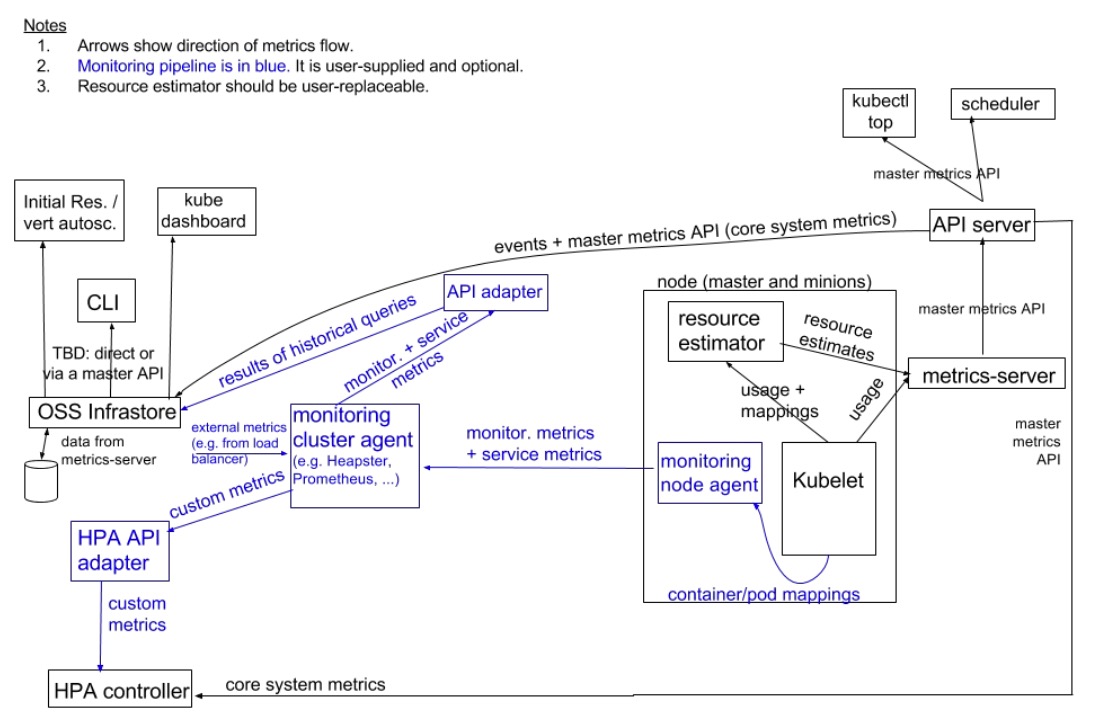 Notes
1. Arrows show direction of metrics flow.
2. Monitoring pipeline is in blue. It is user-supplied and optional.
3. Resource estimator should be user-replaceable.
kubectl
top
scheduler
master metrics API
Initial Res. /
vert autosc.
kube
dashboard
API server
events + master metrics API (core system metrics)
CLI
API adapter
node (master and minions)
results of historical queries
monitor. + service
metrics
resource
estimator
resource
estimates
master metrics API
TBD: direct or
via a master API
metrics-server
usage +
mappings
usage
OSS Infrastore
data from
metrics-server
external metrics
(e.g. from load
balancer)
monitoring
cluster agent
(e.g. Heapster,
Prometheus, ...)
monitor. metrics
+ service metrics
monitoring
node agent
Kubelet
master
metrics
API
custom metrics
HPA API
adapter
container/pod mappings
custom
metrics
HPA controller
core system metrics